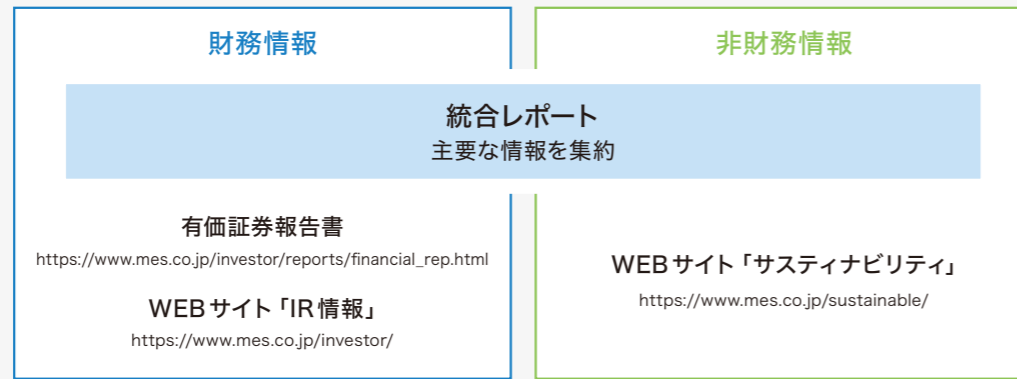 財務情報
非財務情報
統合レポート
主要な情報を集約
有価証券報告書
https://www.mes.co.jp/investor/reports/financial_rep.html
WEBサイト「IR情報」
https://www.mes.co.jp/investor/
WEBサイト「サスティナビリティ」
https://www.mes.co.jp/sustainable/